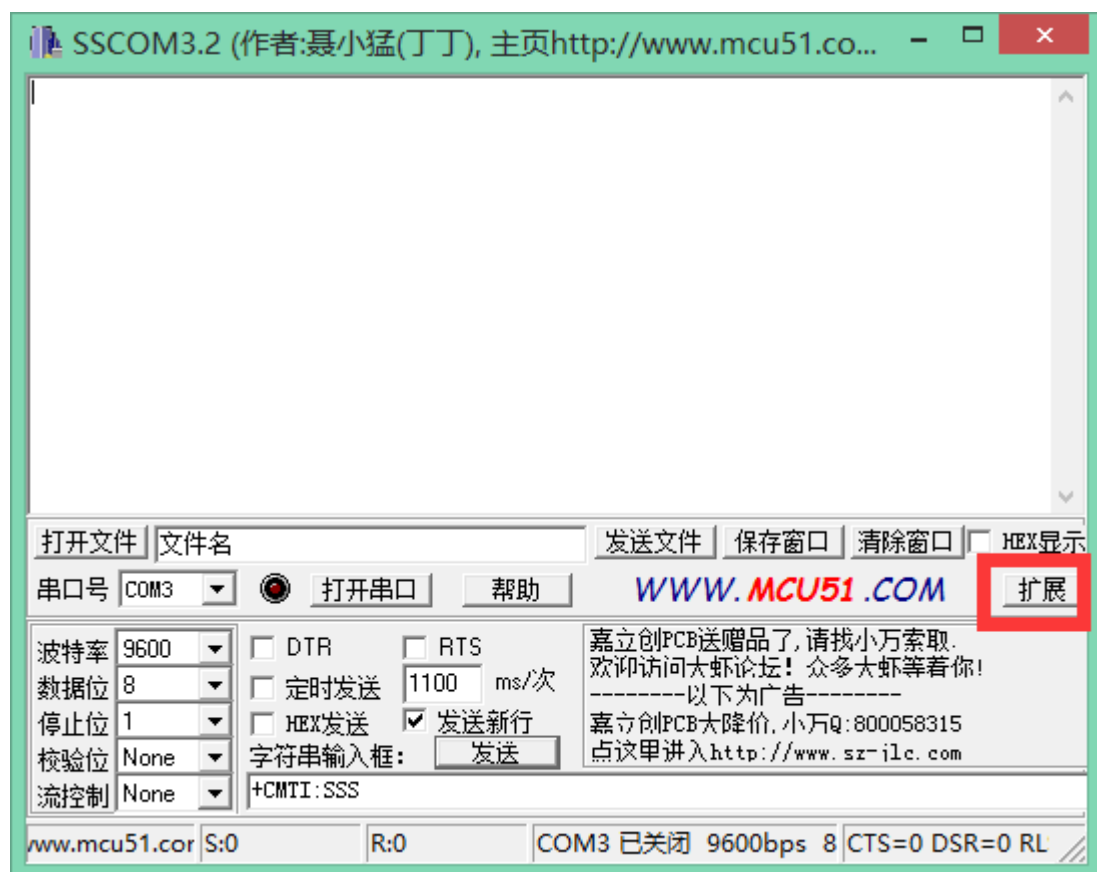 SSCOM3.2 (作者:聂小猛(丁丁), 主页http://www.mcu51.co...
打开文件 文件名 发送文件 保存窗口 清除窗口 HEX显示
串口号 COM3 打开串口 帮助 WWW.MCU51.COM 扩展
波特率 9600 DTR RTS
数据位 8 定时发送 1100 ms/次
停止位 1 HEX发送 发送新行
校验位 None 字符串输入框: 发送
流控制 None +CMTI:SSS
嘉立创PCB送赠品了,请找小万索取.
欢迎访问大虾论坛! 众多大虾等着你!
--------以下为广告--------
嘉立创PCB大降价,小万Q:800058315
点这里进入http://www.sz-jlc.com
www.mcu51.cor S:0 R:0 COM3 已关闭 9600bps 8 CTS=0 DSR=0 RL